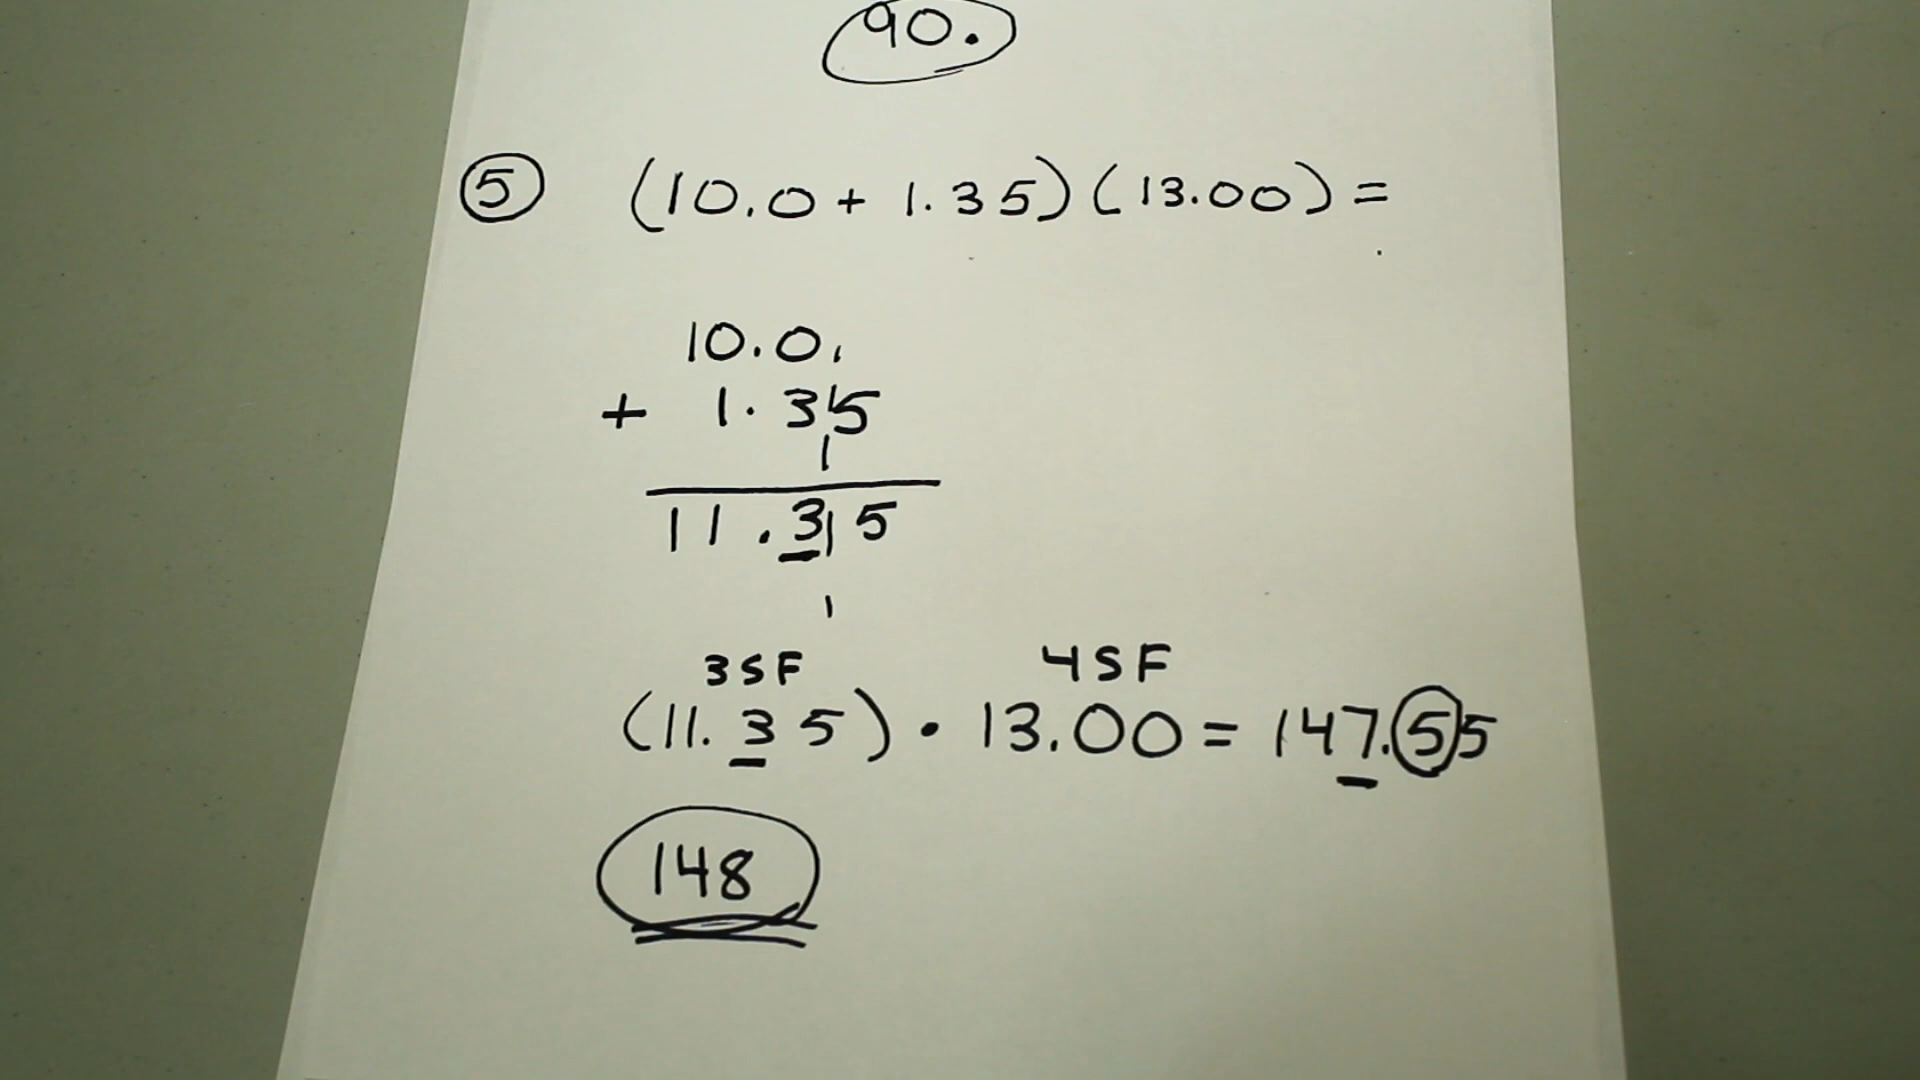 90.
5 (10.0 + 1.35)(13.00) =
10.0
+ 1.35
11.35
3SF 4SF
(11.35) · 13.00 = 147.55
148